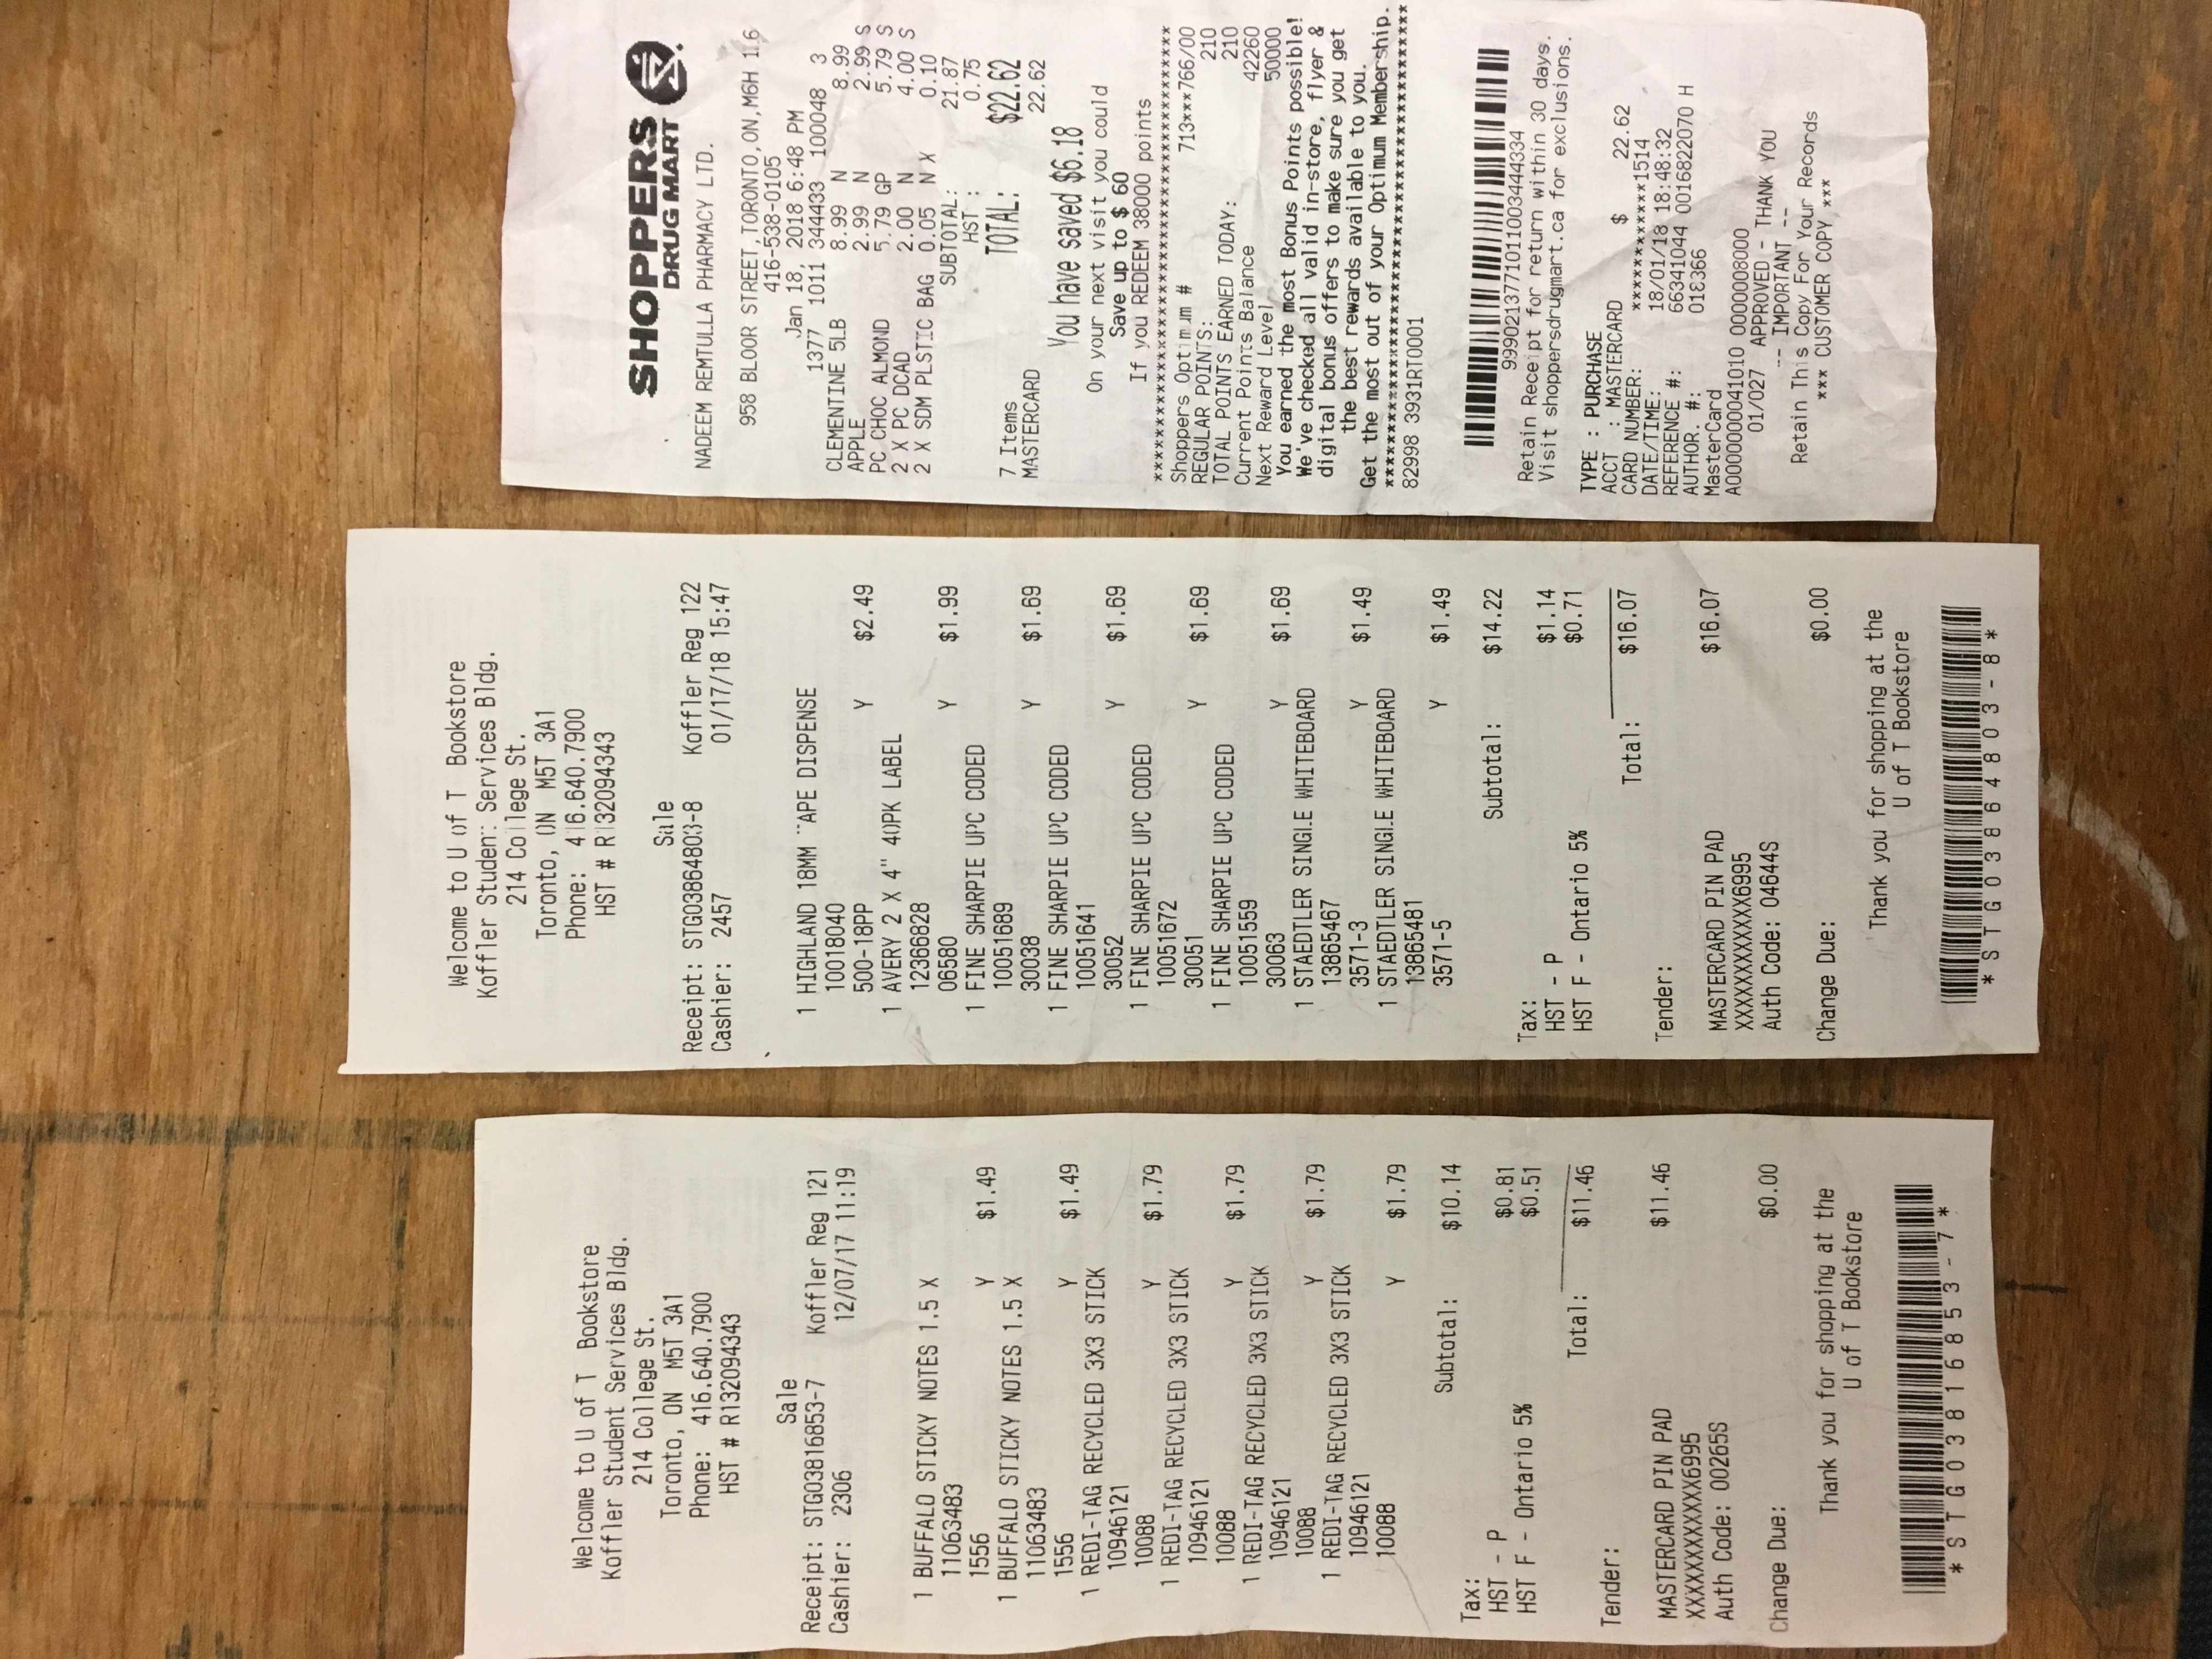 Welcome to U of T Bookstore
Koffler Student Services Bldg.
214 College St.
Toronto, ON M5T 3A1
Phone: 416.640.7900
HST # R132094343
Sale
Receipt: STG03816853-7 Koffler Reg 121
Cashier: 2306 12/07/17 11:19
1 BUFFALO STICKY NOTES 1.5 X
11063483
1556 Y $1.49
1 BUFFALO STICKY NOTES 1.5 X
11063483
1556 Y $1.49
1 REDI-TAG RECYCLED 3X3 STICK
10946121
10088 Y $1.79
1 REDI-TAG RECYCLED 3X3 STICK
10946121
10088 Y $1.79
1 REDI-TAG RECYCLED 3X3 STICK
10946121
10088 Y $1.79
1 REDI-TAG RECYCLED 3X3 STICK
10946121
10088 Y $1.79
Subtotal: $10.14
Tax:
HST - P $0.81
HST F - Ontario 5% $0.51
Total: $11.46
Tender:
MASTERCARD PIN PAD $11.46
XXXXXXXXXXXX6995
Auth Code: 00265S
Change Due: $0.00
Thank you for shopping at the
U of T Bookstore
*STG03816853-7*
Welcome to U of T Bookstore
Koffler Student Services Bldg.
214 College St.
Toronto, ON M5T 3A1
Phone: 416.640.7900
HST # R132094343
Sale
Receipt: STG03864803-8 Koffler Reg 122
Cashier: 2457 01/17/18 15:47
1 HIGHLAND 18MM TAPE DISPENSE
10018040
500-18PP Y $2.49
1 AVERY 2 X 4" 40PK LABEL
12366828
06580 Y $1.99
1 FINE SHARPIE UPC CODED
10051689
30038 Y $1.69
1 FINE SHARPIE UPC CODED
10051641
30052 Y $1.69
1 FINE SHARPIE UPC CODED
10051672
30051 Y $1.69
1 FINE SHARPIE UPC CODED
10051559
30063 Y $1.69
1 STAEDTLER SINGLE WHITEBOARD
13865467
3571-3 Y $1.49
1 STAEDTLER SINGLE WHITEBOARD
13865481
3571-5 Y $1.49
Subtotal: $14.22
Tax:
HST - P $1.14
HST F - Ontario 5% $0.71
Total: $16.07
Tender:
MASTERCARD PIN PAD $16.07
XXXXXXXXXXXX6995
Auth Code: 04644S
Change Due: $0.00
Thank you for shopping at the
U of T Bookstore
*STG03864803-8*
SHOPPERS
DRUG MART
NADEEM REMTULLA PHARMACY LTD.
958 BLOOR STREET,TORONTO,ON,M6H
416-538-0105
Jan 18, 2018 6:48 PM
1377 1011 344433 100048 3
CLEMENTINE 5LB 8.99 N 8.99
APPLE 2.99 N 2.99 S
PC CHOC ALMOND 5.79 GP 5.79 S
2 X PC DCAD 2.00 N 4.00 S
2 X SDM PLSTIC BAG 0.05 N X 0.10
SUBTOTAL: 21.87
HST : 0.75
7 Items TOTAL: $22.62
MASTERCARD 22.62
You have saved $6.18
On your next visit you could
Save up to $ 60
If you REDEEM 38000 points
******************************************
Shoppers Optimum # 713***766/00
REGULAR POINTS: 210
TOTAL POINTS EARNED TODAY: 210
Current Points Balance 42260
Next Reward Level 50000
You earned the most Bonus Points possible!
We've checked all valid in-store, flyer &
digital bonus offers to make sure you get
the best rewards available to you.
Get the most out of your Optimum Membership.
******************************************
82998 3931RT0001
9990213771011003444334
Retain Receipt for return within 30 days.
Visit shoppersdrugmart.ca for exclusions.
TYPE : PURCHASE
ACCT : MASTERCARD $ 22.62
CARD NUMBER: ************1514
DATE/TIME: 18/01/18 18:48:32
REFERENCE #: 66341044 0016822070 H
AUTHOR. #: 018366
MasterCard
A0000000041010 0000008000
01/027 APPROVED - THANK YOU
-- IMPORTANT --
Retain This Copy For Your Records
*** CUSTOMER COPY ***